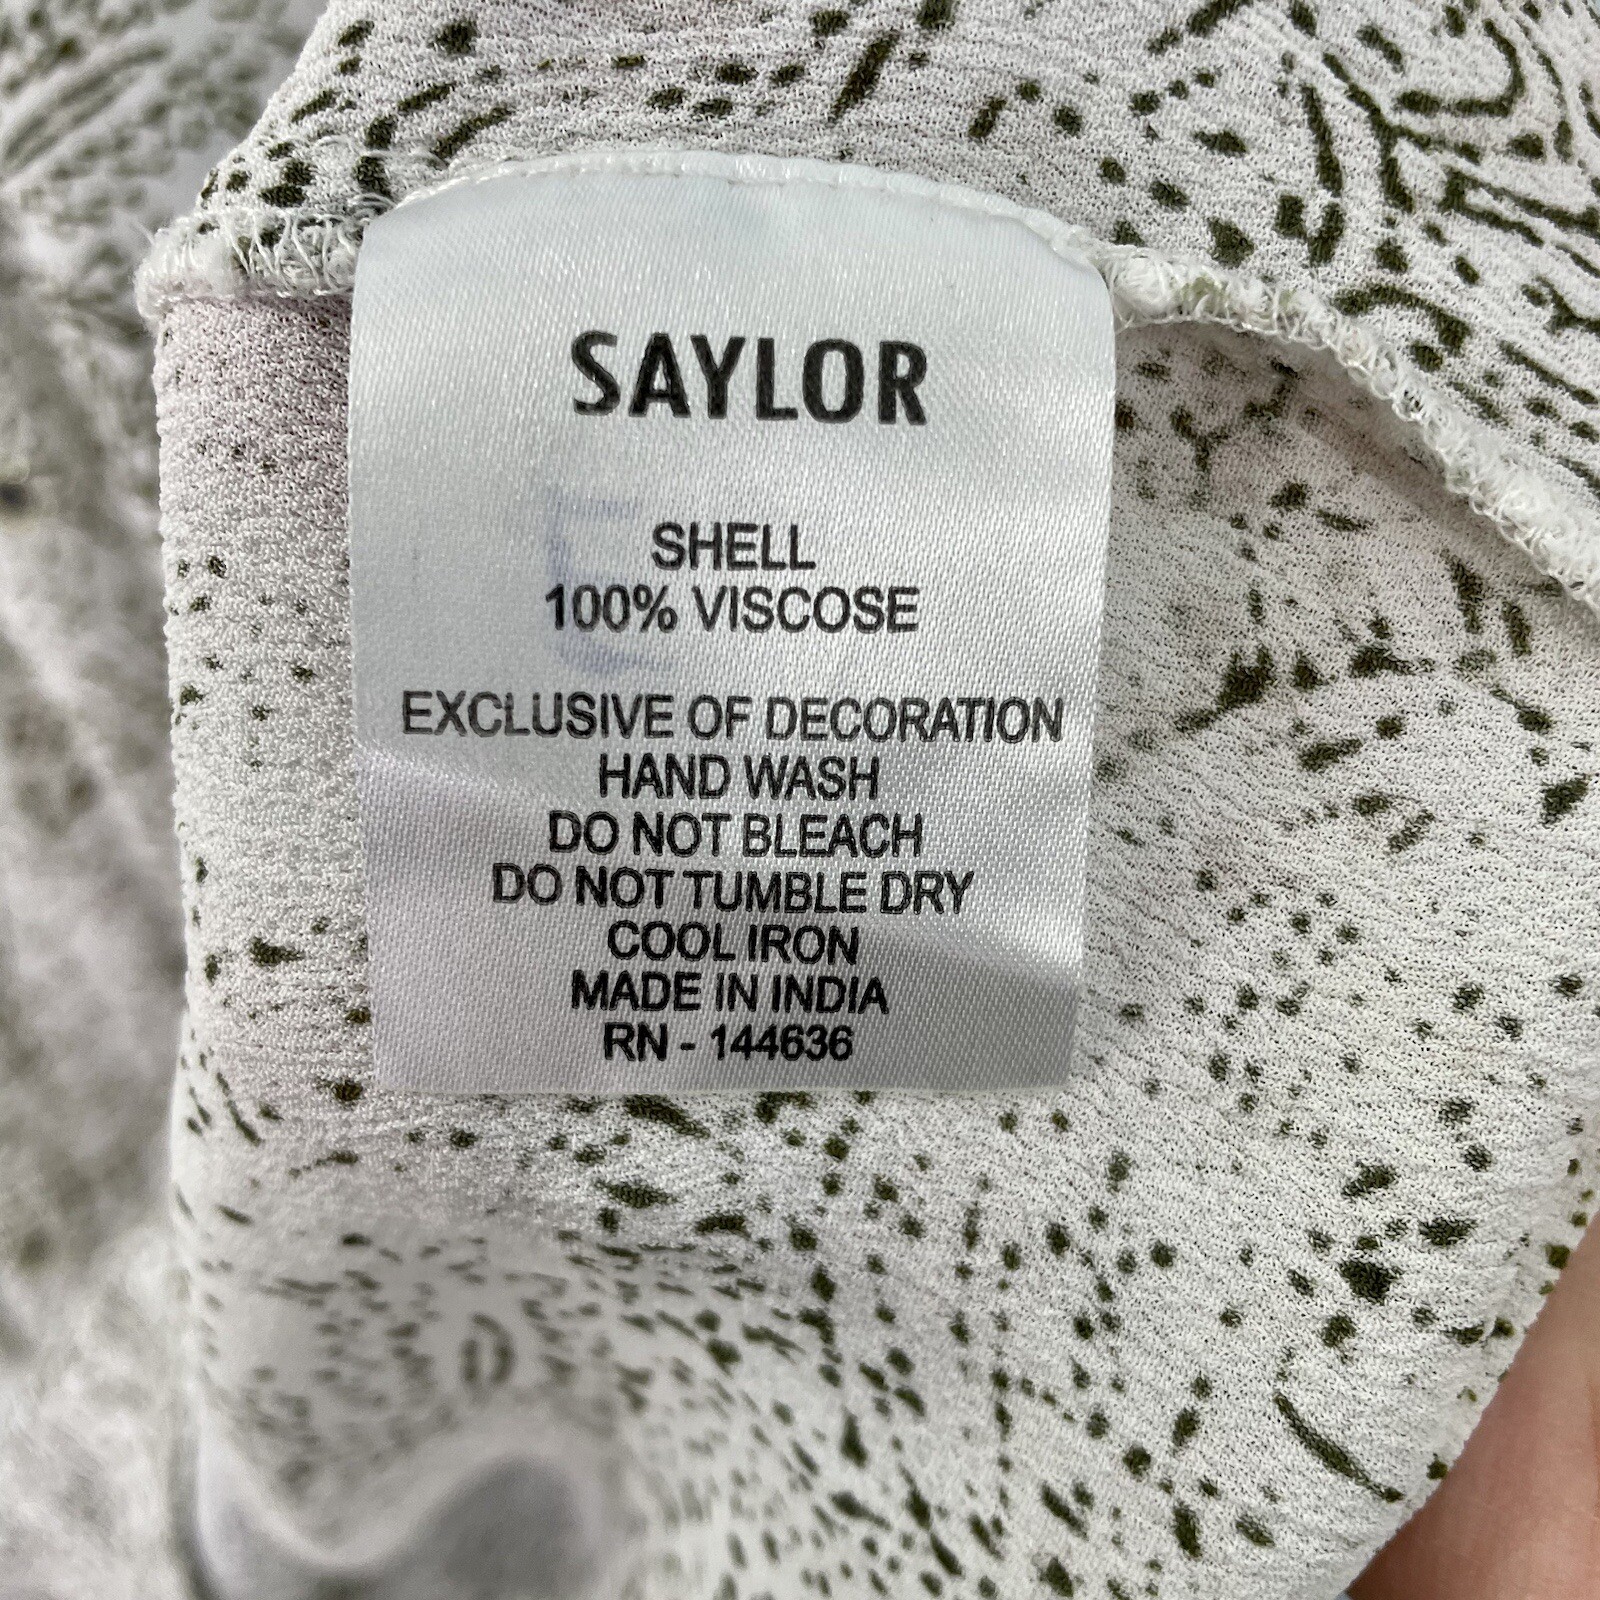 SAYLOR
SHELL
100% VISCOSE
EXCLUSIVE OF DECORATION
HAND WASH
DO NOT BLEACH
DO NOT TUMBLE DRY
COOL IRON
MADE IN INDIA
RN - 144636